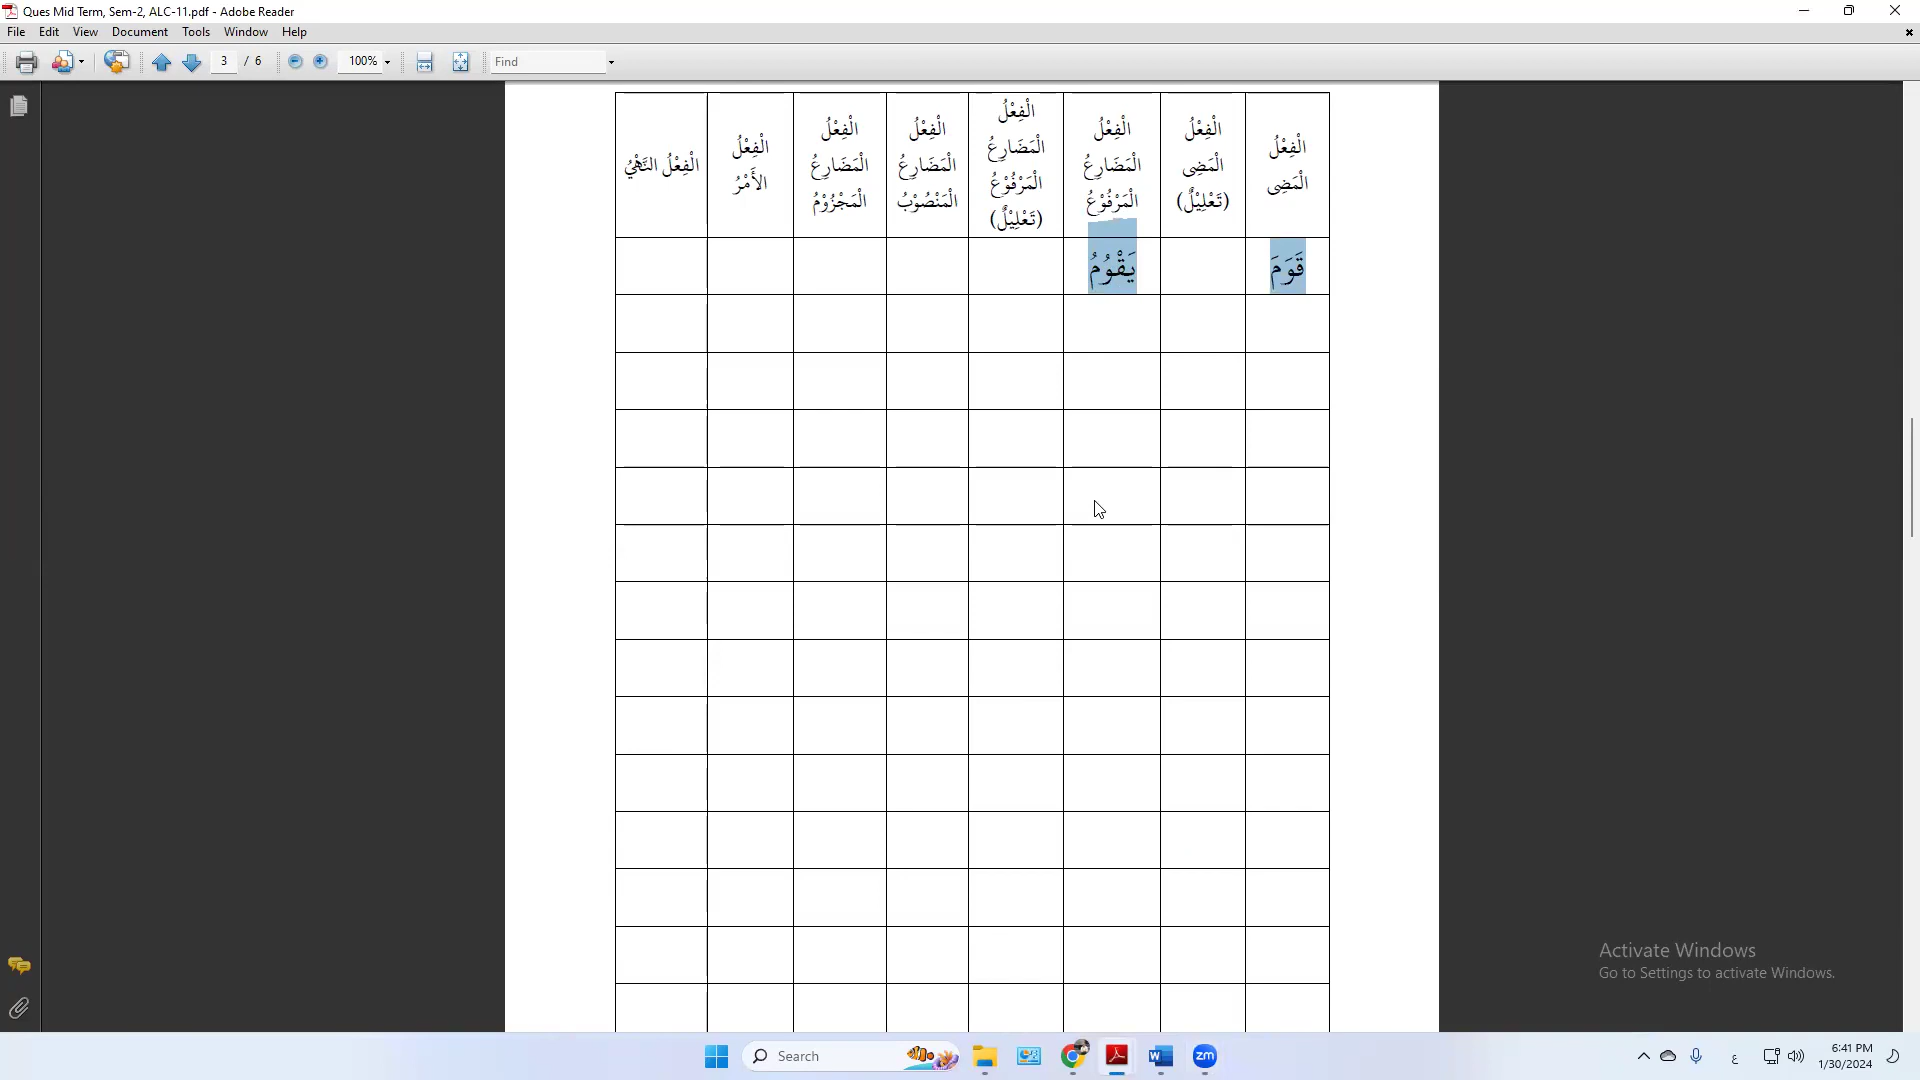 Ques Mid Term, Sem-2, ALC-11.pdf - Adobe Reader
File Edit View Document Tools Window Help
3 / 6 100% Find
الْفِعْلُ الْمَضِى
الْفِعْلُ الْمَضِى (تَعْلِيْلٌ)
الْفِعْلُ الْمَضَارِعُ الْمَرْفُوْعُ
الْفِعْلُ الْمَضَارِعُ الْمَرْفُوْعُ (تَعْلِيْلٌ)
الْفِعْلُ الْمَضَارِعُ الْمَنْصُوْبُ
الْفِعْلُ الْمَضَارِعُ الْمَجْزُوْمُ
الْفِعْلُ الأَمْرُ
الْفِعْلُ النَّهْيُ
قَوَمَ
يَقْوُمُ
Activate Windows
Go to Settings to activate Windows.
Search
W
zm
ع
6:41 PM
1/30/2024